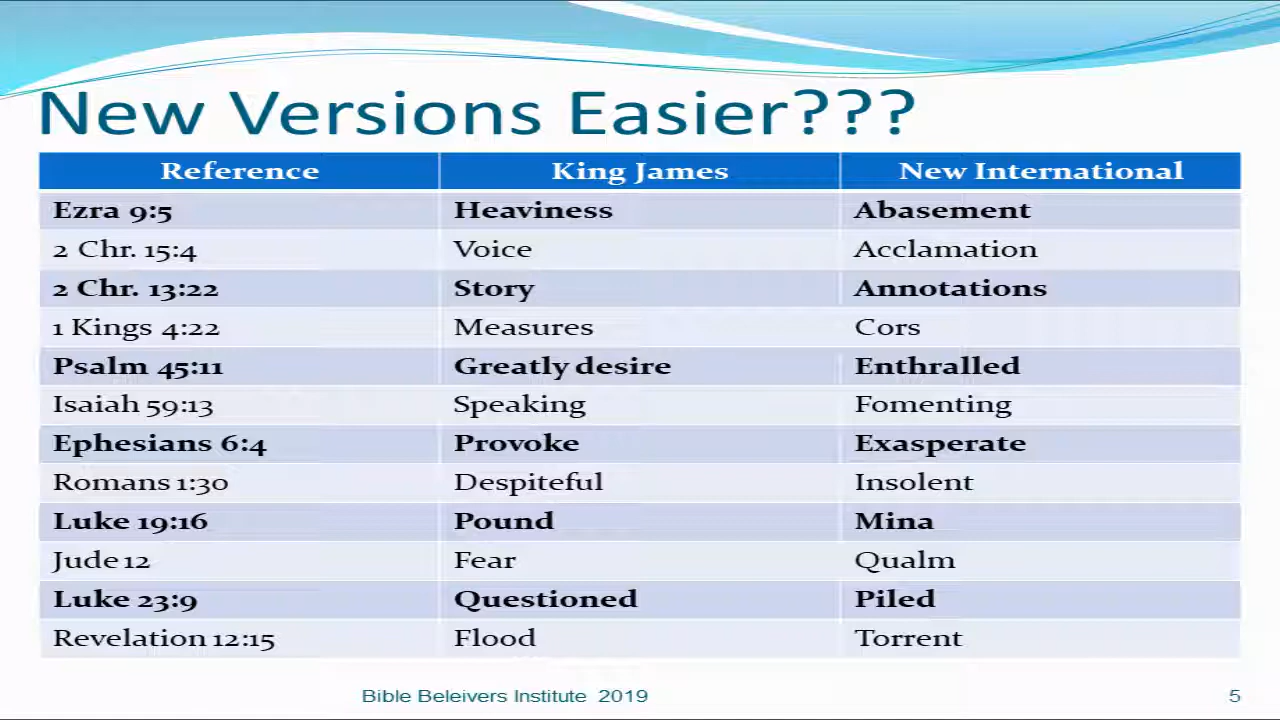 New Versions Easier???
Reference King James New International
Ezra 9:5 Heaviness Abasement
2 Chr. 15:4 Voice Acclamation
2 Chr. 13:22 Story Annotations
1 Kings 4:22 Measures Cors
Psalm 45:11 Greatly desire Enthralled
Isaiah 59:13 Speaking Fomenting
Ephesians 6:4 Provoke Exasperate
Romans 1:30 Despiteful Insolent
Luke 19:16 Pound Mina
Jude 12 Fear Qualm
Luke 23:9 Questioned Piled
Revelation 12:15 Flood Torrent
Bible Beleivers Institute 2019 5